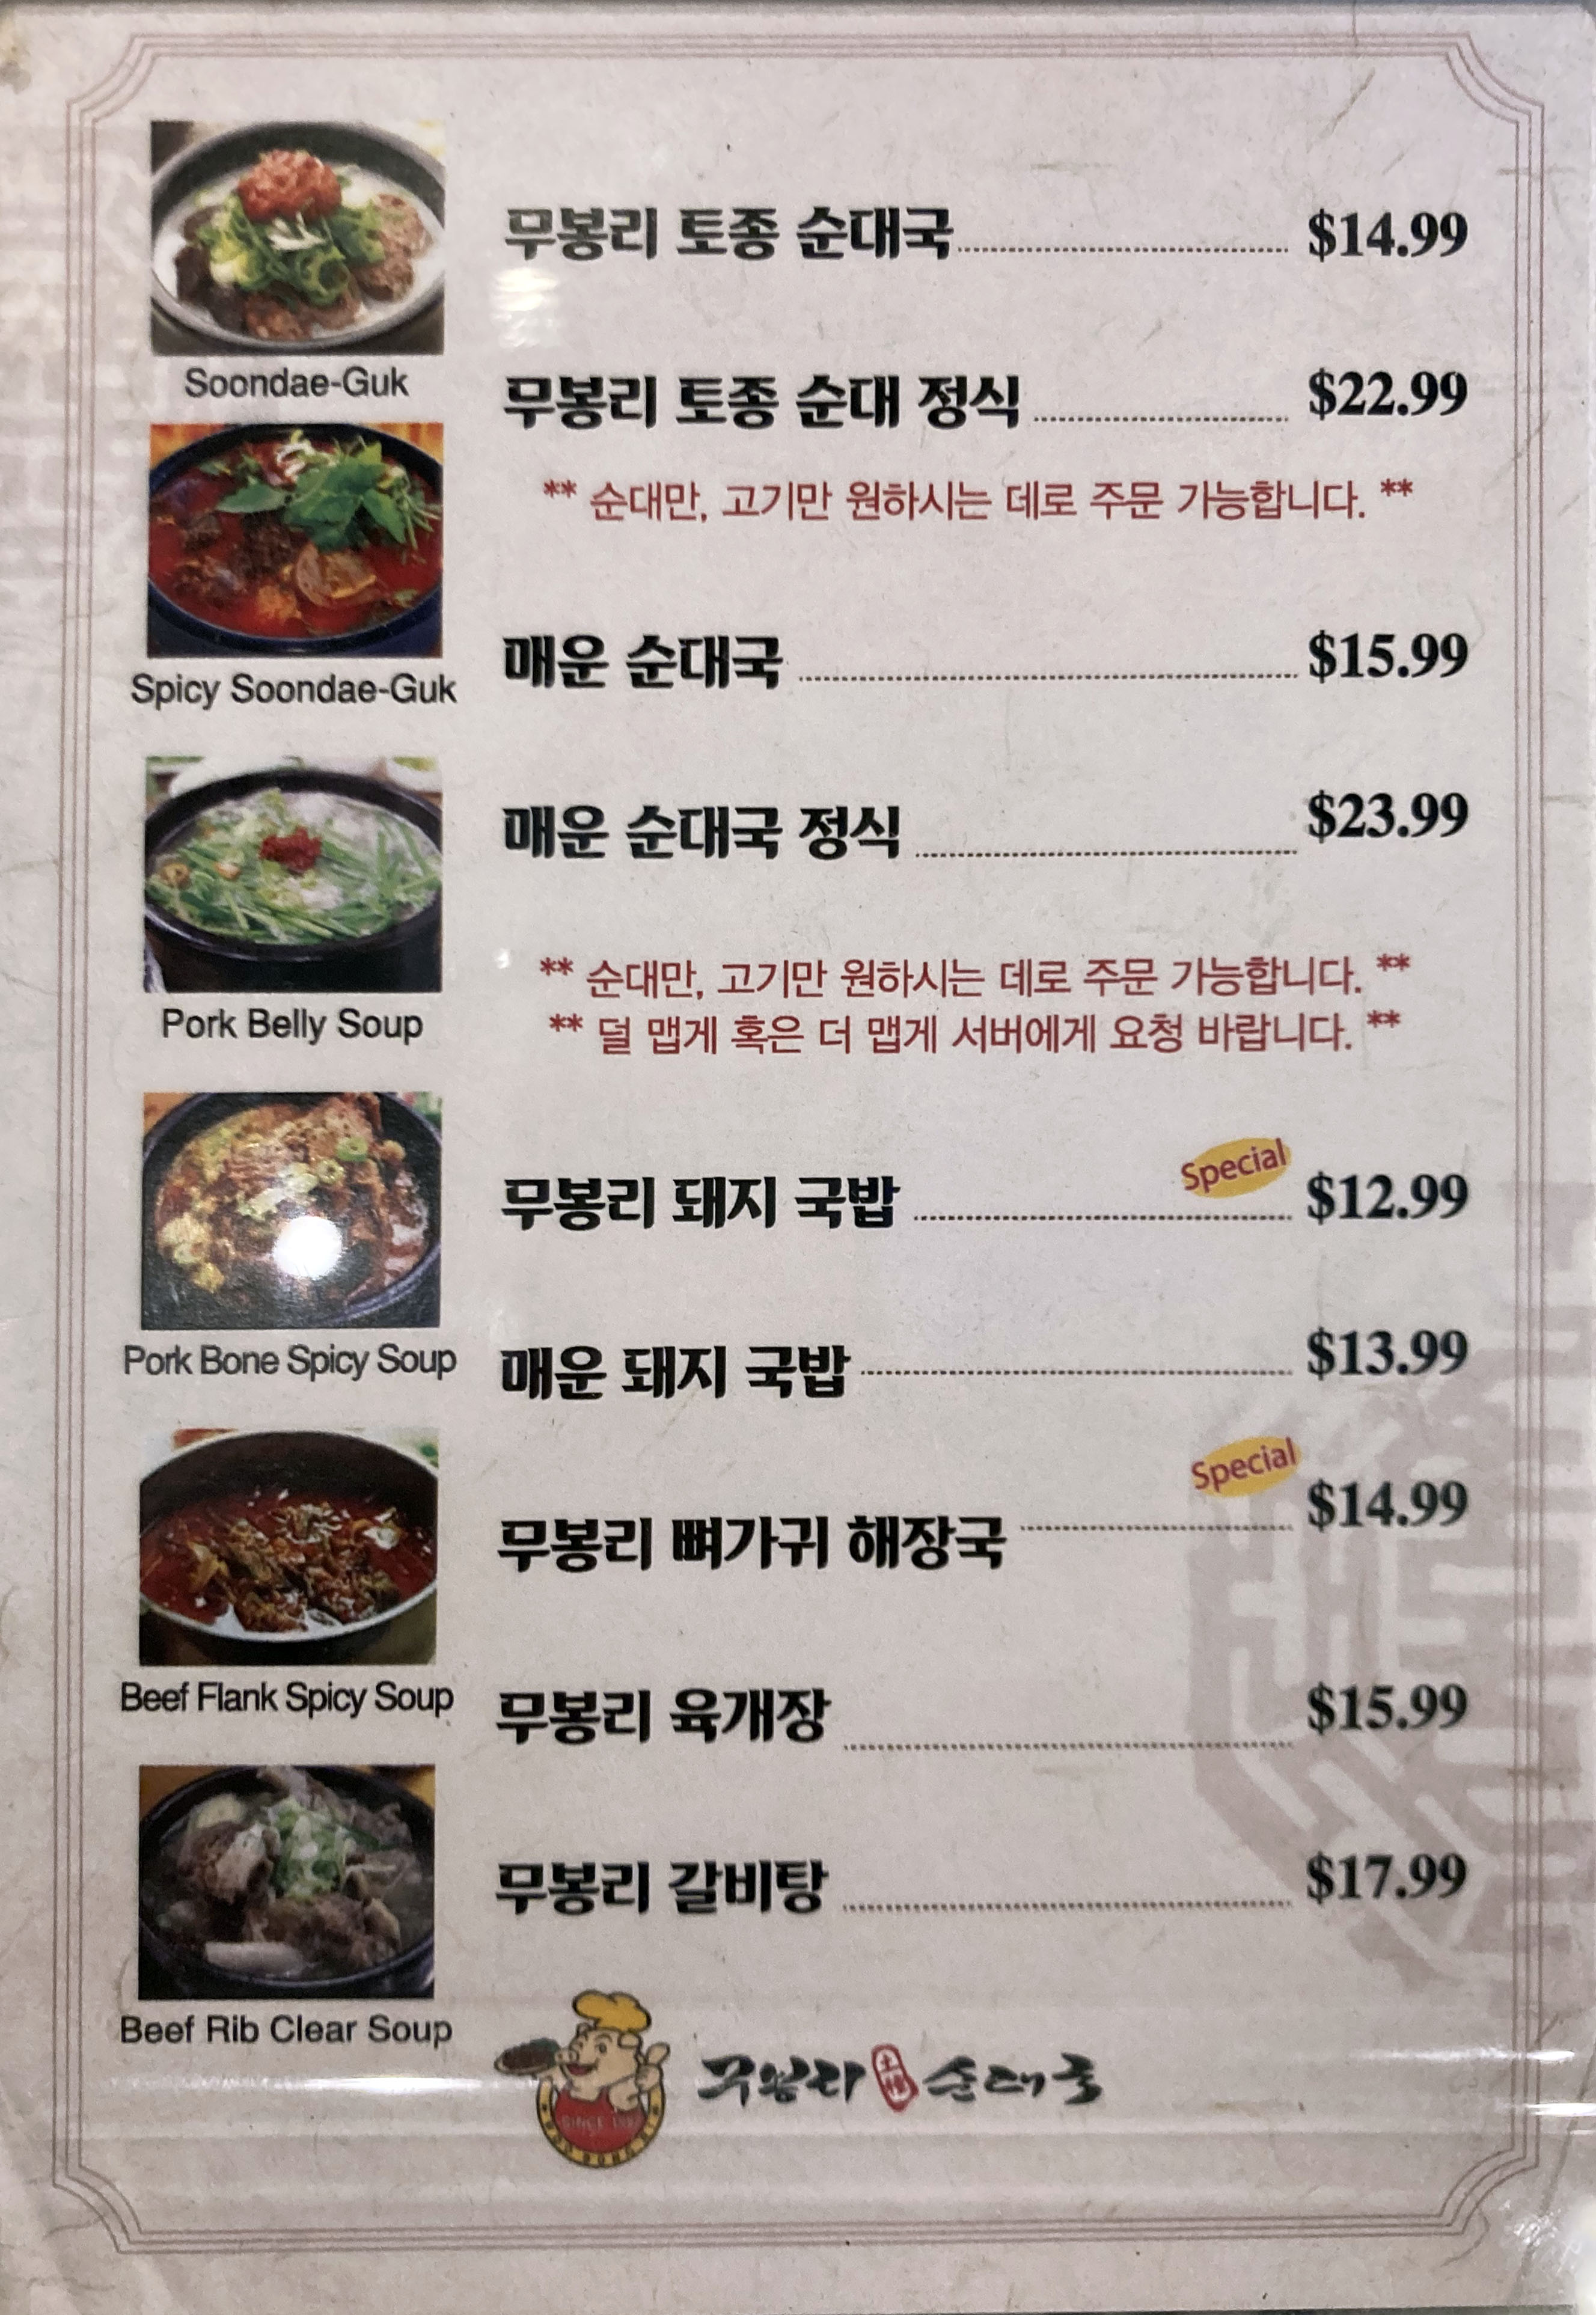 무봉리 토종 순대국 $14.99
Soondae-Guk
무봉리 토종 순대 정식 $22.99
** 순대만, 고기만 원하시는 데로 주문 가능합니다. **
매운 순대국 $15.99
Spicy Soondae-Guk
매운 순대국 정식 $23.99
** 순대만, 고기만 원하시는 데로 주문 가능합니다. **
Pork Belly Soup
** 덜 맵게 혹은 더 맵게 서버에게 요청 바랍니다. **
Special
무봉리 돼지 국밥 $12.99
Pork Bone Spicy Soup
매운 돼지 국밥 $13.99
Special
무봉리 뼈가귀 해장국 $14.99
Beef Flank Spicy Soup
무봉리 육개장 $15.99
무봉리 갈비탕 $17.99
Beef Rib Clear Soup
무봉리 순대국
SINCE